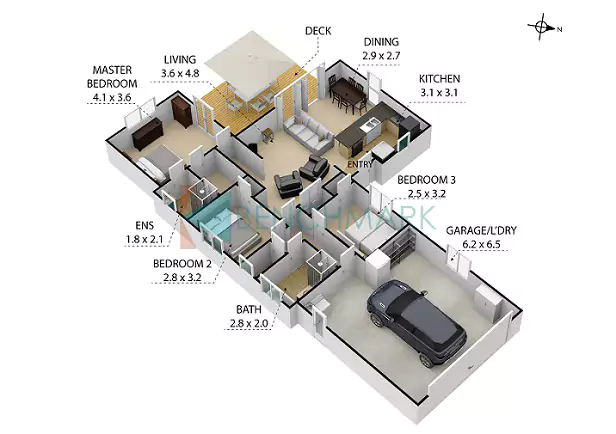 DECK
N
LIVING
3.6 x 4.8
DINING
2.9 x 2.7
MASTER
BEDROOM
4.1 x 3.6
KITCHEN
3.1 x 3.1
ENTRY
BEDROOM 3
2.5 x 3.2
BENCHMARK
ENS
1.8 x 2.1
GARAGE/L'DRY
6.2 x 6.5
BEDROOM 2
2.8 x 3.2
BATH
2.8 x 2.0